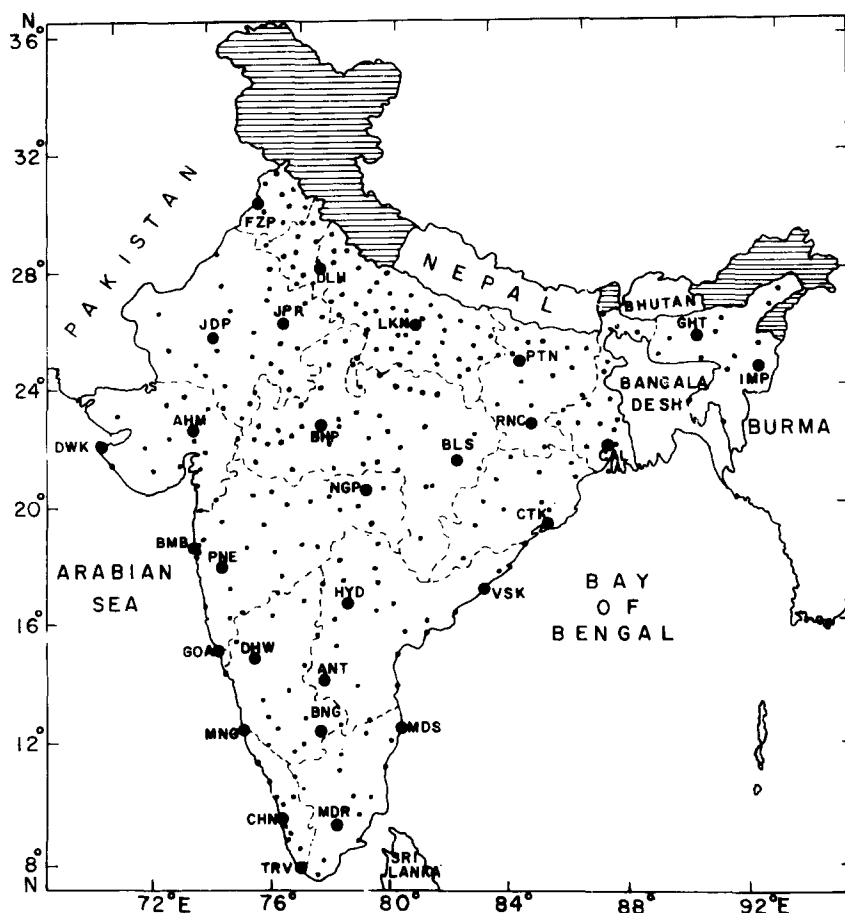 N.
36°
32°
28°
24°
20°
16°
12°
8°
N
72°E
76°
80°
84°
88°
92°E
PAKISTAN
NEPAL
BHUTAN
BANGALA
DESH
BURMA
ARABIAN
SEA
BAY
OF
BENGAL
SRI
LANKA
FZP
DLH
JDP
JPR
LKN
PTN
GHT
IMP
DWK
AHM
BHP
RNC
BLS
CAL
NGP
CTK
BMB
PNE
HYD
VSK
GOA
DHW
ANT
BNG
MNG
MDS
CHN
MDR
TRV